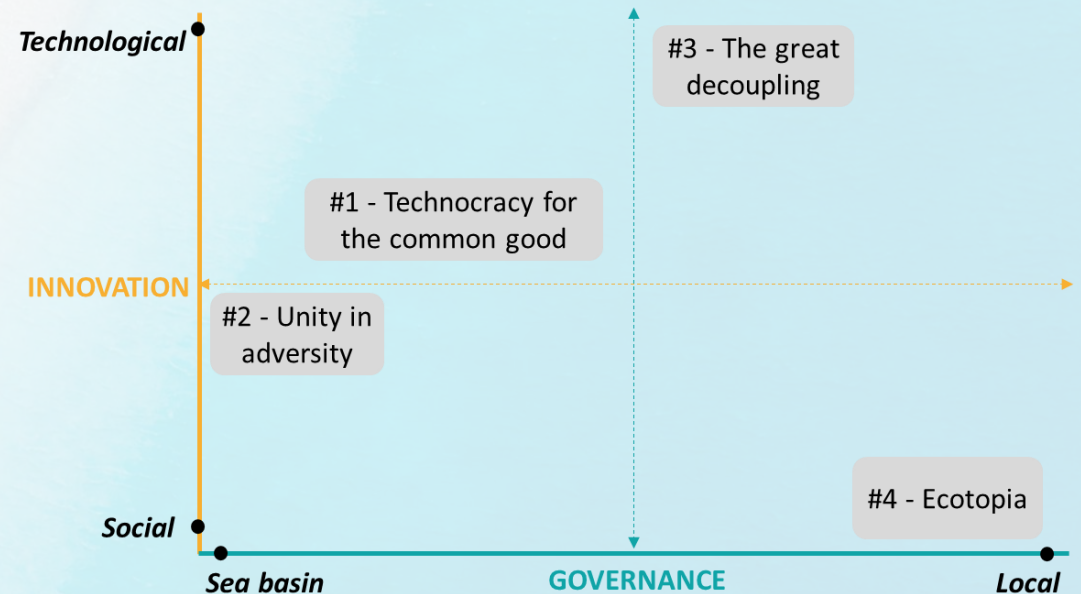 Technological
#3 - The great
decoupling
#1 - Technocracy for
the common good
INNOVATION
#2 - Unity in
adversity
#4 - Ecotopia
Social
Sea basin
GOVERNANCE
Local